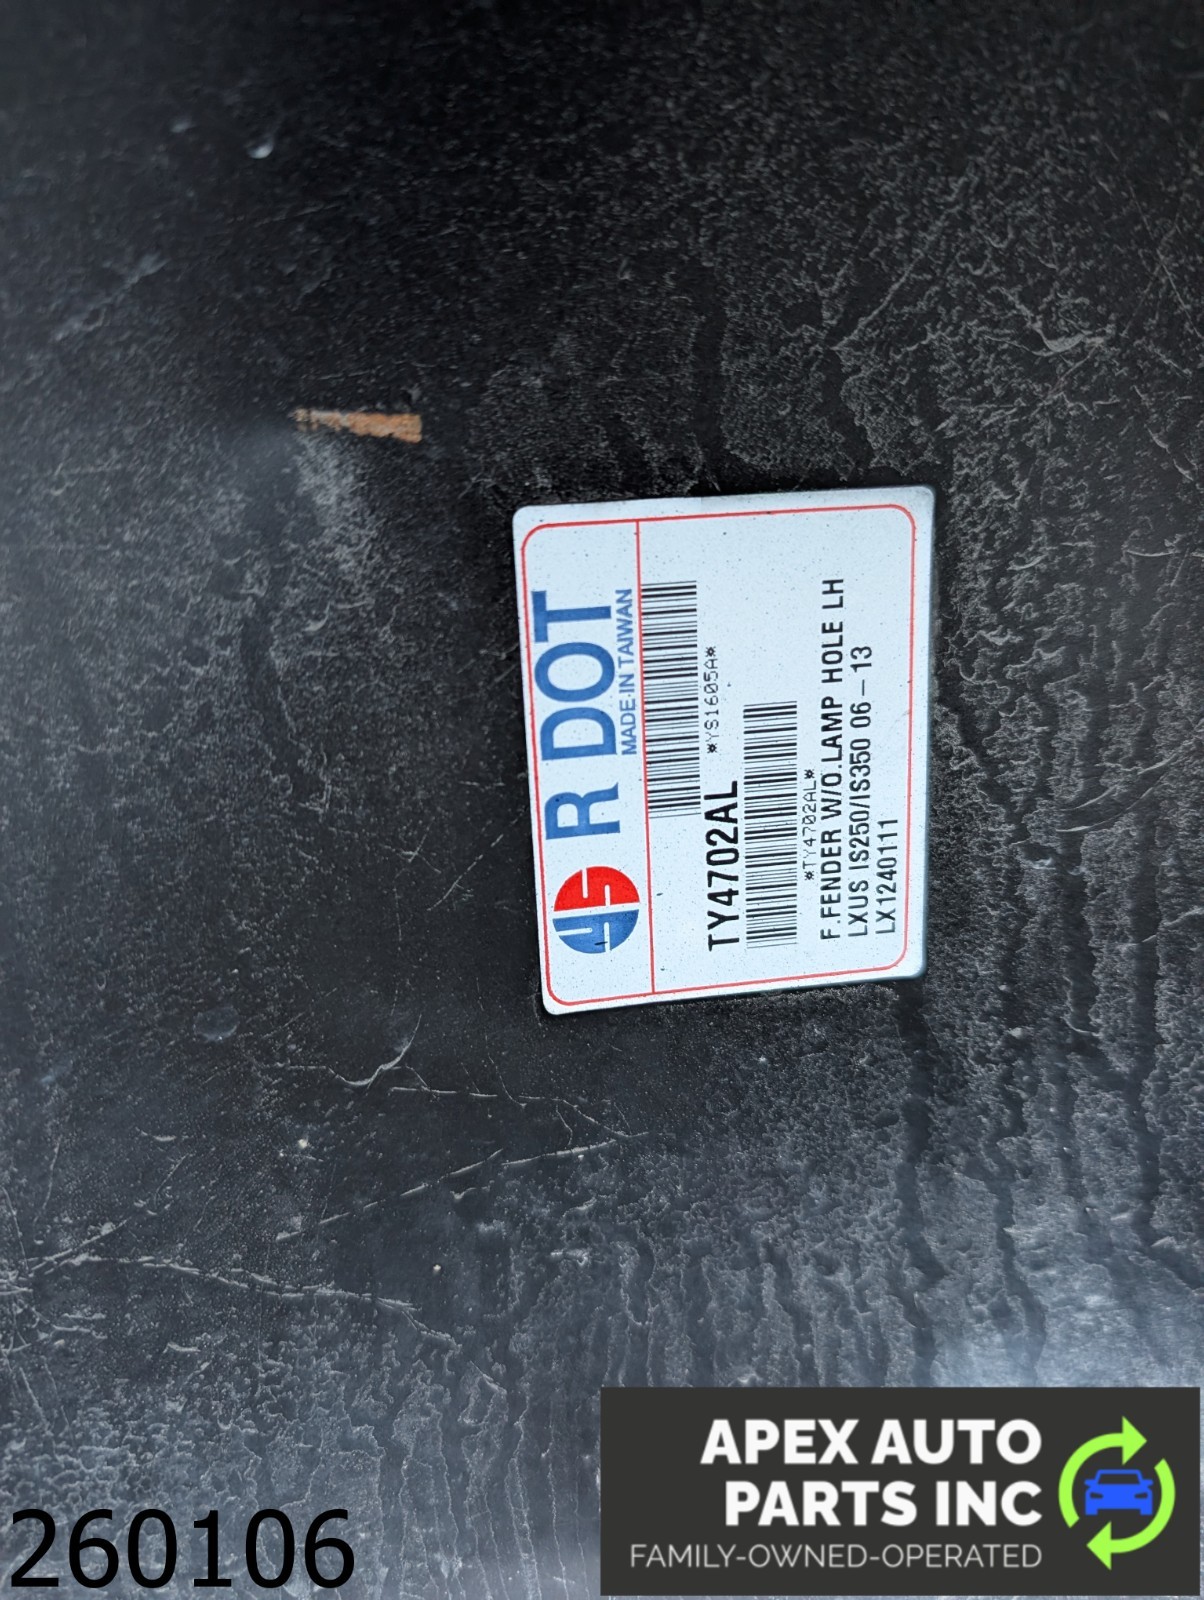 R DOT
MADE IN TAIWAN
*YS1605A*
TY4702AL
*TY4702AL*
F.FENDER W/O LAMP HOLE LH
LXUS IS250/IS350 06-13
LX1240111
260106
APEX AUTO
PARTS INC
FAMILY-OWNED-OPERATED